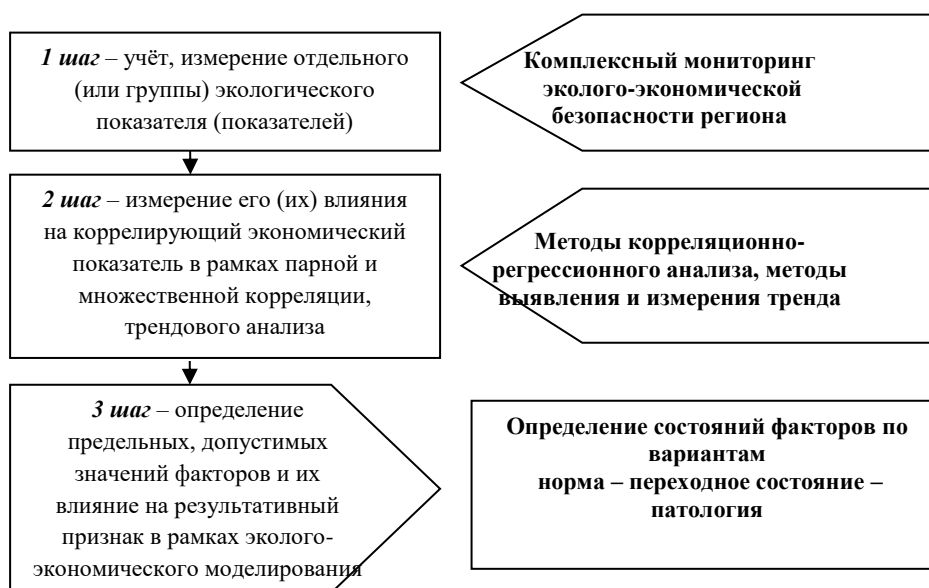 1 шаг – учёт, измерение отдельного
(или группы) экологического
показателя (показателей)
Комплексный мониторинг
эколого-экономической
безопасности региона
2 шаг – измерение его (их) влияния
на коррелирующий экономический
показатель в рамках парной и
множественной корреляции,
трендового анализа
Методы корреляционно-
регрессионного анализа, методы
выявления и измерения тренда
3 шаг – определение
предельных, допустимых
значений факторов и их
влияние на результативный
признак в рамках эколого-
экономического моделирования
Определение состояний факторов по
вариантам
норма – переходное состояние –
патология